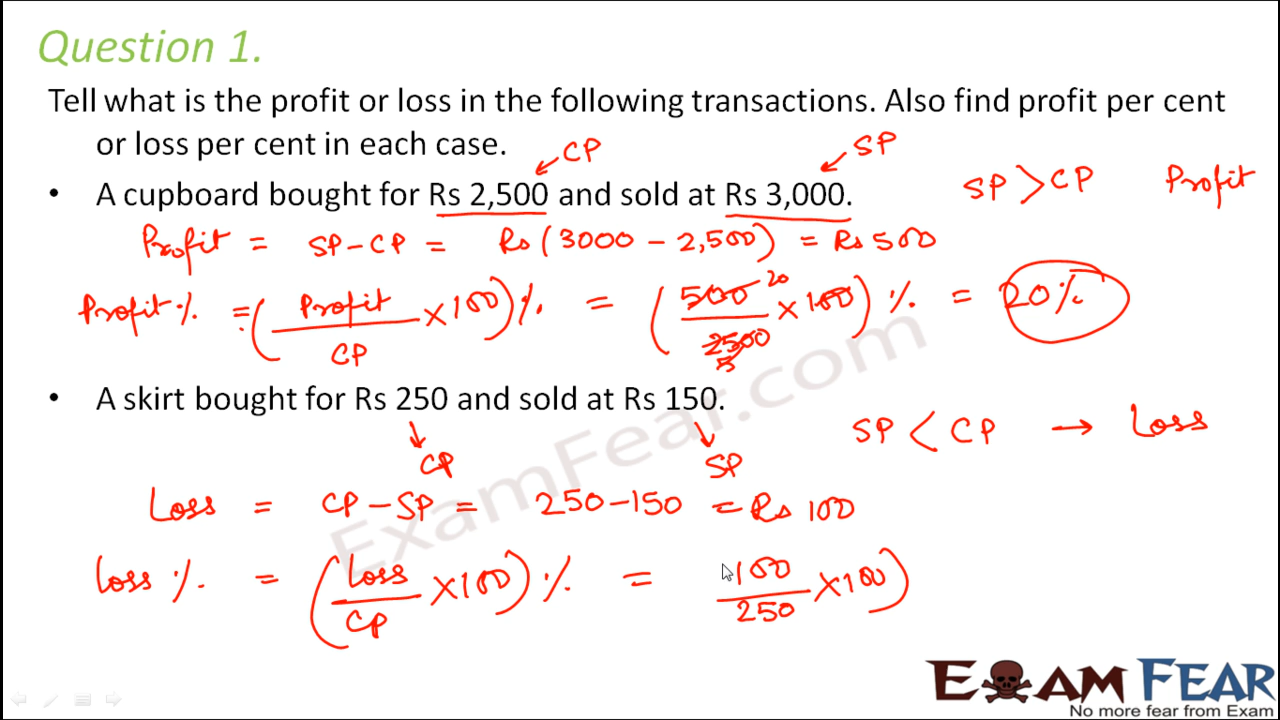 Question 1.
Tell what is the profit or loss in the following transactions. Also find profit per cent
or loss per cent in each case.
CP
SP
• A cupboard bought for Rs 2,500 and sold at Rs 3,000.
SP > CP Profit
Profit = SP - CP = Rs (3000 - 2,500) = Rs 500
Profit % = ( Profit / CP × 100 ) % = ( 500 / 2500 × 100 ) % = 20%
20
5
• A skirt bought for Rs 250 and sold at Rs 150.
SP < CP → Loss
CP
SP
Loss = CP - SP = 250 - 150 = Rs 100
Loss % = ( Loss / CP × 100 ) % = 100 / 250 × 100 )
ExamFear.com
EXAM FEAR
No more fear from Exam